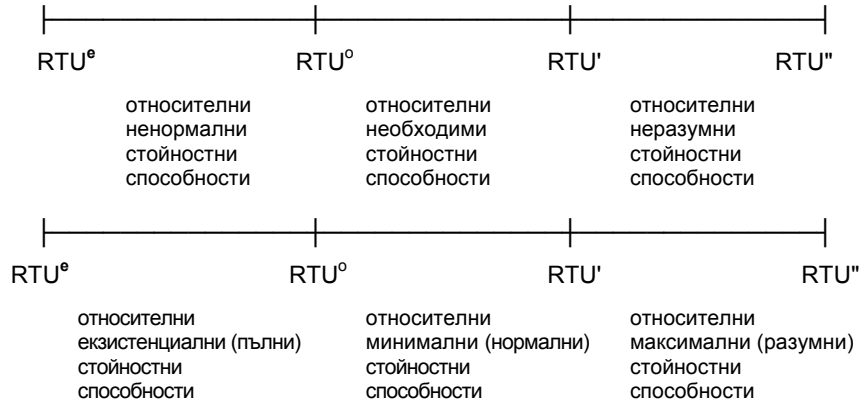 RTUᵉ RTUº RTU' RTU"
относителни относителни относителни
ненормални необходими неразумни
стойностни стойностни стойностни
способности способности способности
RTUᵉ RTUº RTU' RTU"
относителни относителни относителни
екзистенциални (пълни) минимални (нормални) максимални (разумни)
стойностни стойностни стойностни
способности способности способности